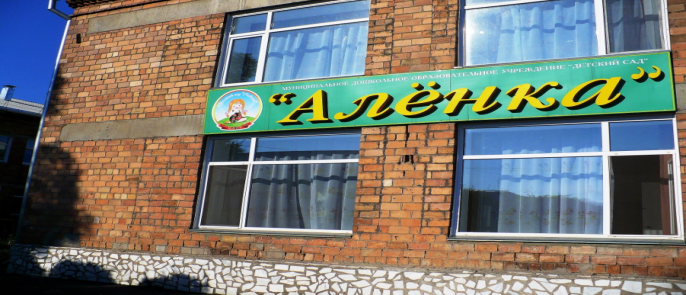 МУНИЦИПАЛЬНОЕ ДОШКОЛЬНОЕ ОБРАЗОВАТЕЛЬНОЕ УЧРЕЖДЕНИЕ "ДЕТСКИЙ САД"
"Алёнка"